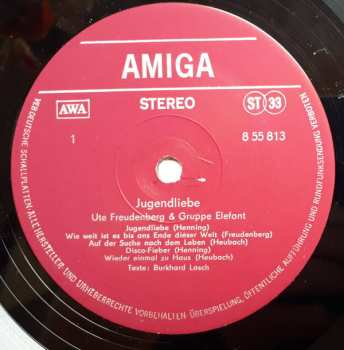 AMIGA
AWA
STEREO
ST 33
1
8 55 813
Jugendliebe
Ute Freudenberg & Gruppe Elefant
Jugendliebe (Henning)
Wie weit ist es bis ans Ende dieser Welt (Freudenberg)
Auf der Suche nach dem Leben (Heubach)
Disco-Fieber (Henning)
Wieder einmal zu Haus (Heubach)
Texte: Burkhard Lasch
VEB DEUTSCHE SCHALLPLATTEN · ALLE HERSTELLER- UND URHEBERRECHTE VORBEHALTEN · ÜBERSPIELUNG, ÖFFENTLICHE AUFFÜHRUNG UND RUNDFUNKSENDUNG VERBOTEN